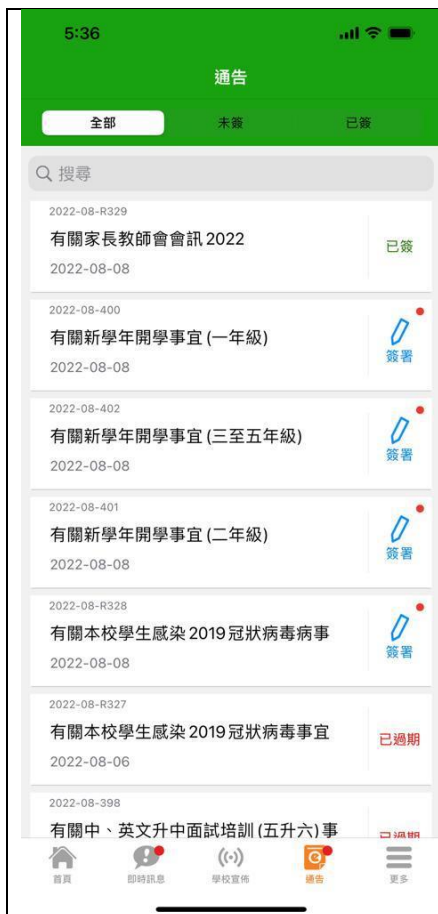 5:36
通告
全部 未簽 已簽
搜尋
2022-08-R329
有關家長教師會會訊 2022
已簽
2022-08-08
2022-08-400
有關新學年開學事宜 (一年級)
簽署
2022-08-08
2022-08-402
有關新學年開學事宜 (三至五年級)
簽署
2022-08-08
2022-08-401
有關新學年開學事宜 (二年級)
簽署
2022-08-08
2022-08-R328
有關本校學生感染 2019 冠狀病毒病事
簽署
2022-08-08
2022-08-R327
有關本校學生感染 2019 冠狀病毒事宜
已過期
2022-08-06
2022-08-398
有關中、英文升中面試培訓 (五升六) 事
已過期
首頁 即時訊息 學校宣佈 通告 更多